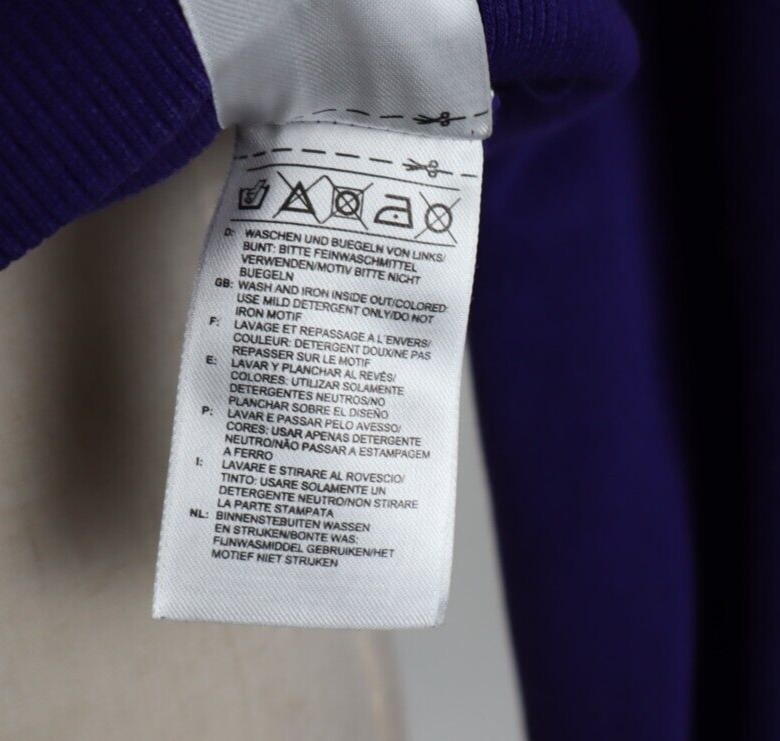 D: WASCHEN UND BUEGELN VON LINKS/
BUNT: BITTE FEINWASCHMITTEL
VERWENDEN/MOTIV BITTE NICHT
BUEGELN
GB: WASH AND IRON INSIDE OUT/COLORED:
USE MILD DETERGENT ONLY/DO NOT
IRON MOTIF
F: LAVAGE ET REPASSAGE A L'ENVERS/
COULEUR: DETERGENT DOUX/NE PAS
REPASSER SUR LE MOTIF
E: LAVAR Y PLANCHAR AL REVÉS/
COLORES: UTILIZAR SOLAMENTE
DETERGENTES NEUTROS/NO
PLANCHAR SOBRE EL DISEÑO
P: LAVAR E PASSAR PELO AVESSO/
CORES: USAR APENAS DETERGENTE
NEUTRO/NÃO PASSAR A ESTAMPAGEM
A FERRO
I: LAVARE E STIRARE AL ROVESCIO/
TINTO: USARE SOLAMENTE UN
DETERGENTE NEUTRO/NON STIRARE
LA PARTE STAMPATA
NL: BINNENSTEBUITEN WASSEN
EN STRIJKEN/BONTE WAS:
FIJNWASMIDDEL GEBRUIKEN/HET
MOTIEF NIET STRIJKEN